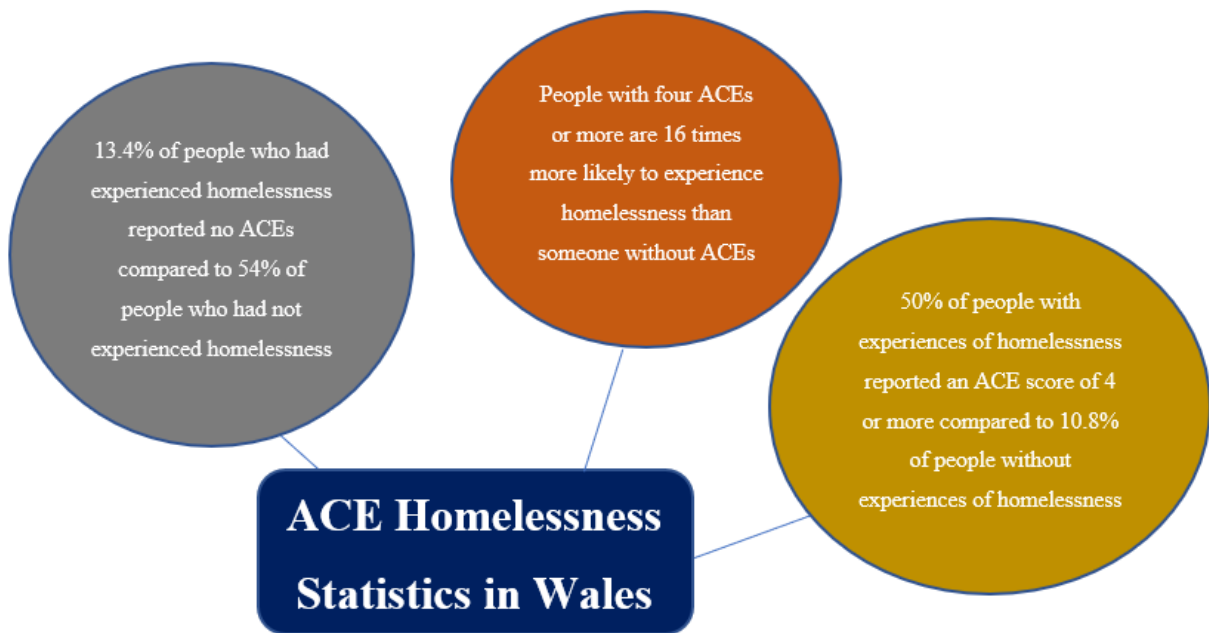 13.4% of people who had
experienced homelessness
reported no ACEs
compared to 54% of
people who had not
experienced homelessness
People with four ACEs
or more are 16 times
more likely to experience
homelessness than
someone without ACEs
50% of people with
experiences of homelessness
reported an ACE score of 4
or more compared to 10.8%
of people without
experiences of homelessness
ACE Homelessness
Statistics in Wales